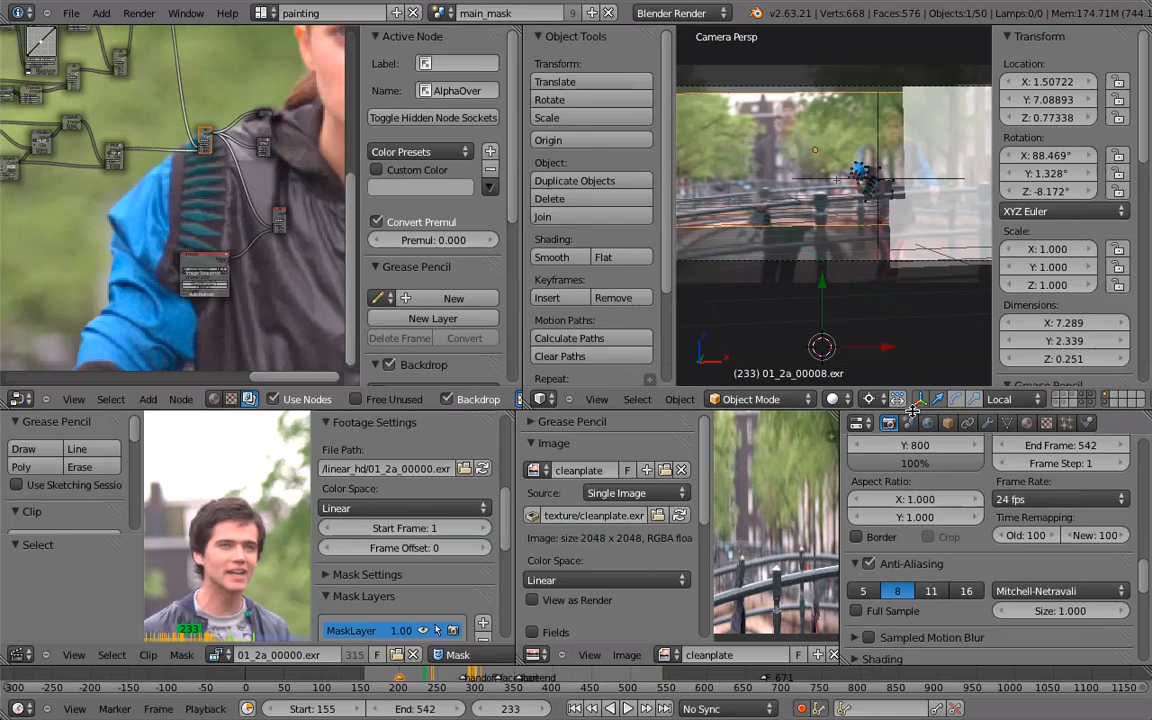 File Add Render Window Help painting main_mask 9 Blender Render v2.63.21 | Verts:668 | Faces:576 | Objects:1/50 | Lamps:0/0 | Mem:174.71M (744.1
Active Node
Label:
Name: AlphaOver
Toggle Hidden Node Sockets
Color Presets
Custom Color
Convert Premul
Premul: 0.000
Grease Pencil
New
New Layer
Delete Frame Convert
Backdrop
View Select Add Node Use Nodes Free Unused Backdrop
Object Tools
Transform:
Translate
Rotate
Scale
Origin
Object:
Duplicate Objects
Delete
Join
Shading:
Smooth Flat
Keyframes:
Insert Remove
Motion Paths:
Calculate Paths
Clear Paths
Repeat:
Camera Persp
(233) 01_2a_00008.exr
View Select Object Object Mode Local
Transform
Location:
X: 1.50722
Y: 7.08893
Z: 0.77338
Rotation:
X: 88.469°
Y: 1.328°
Z: -8.172°
XYZ Euler
Scale:
X: 1.000
Y: 1.000
Z: 1.000
Dimensions:
X: 7.289
Y: 2.339
Z: 0.251
Grease Pencil
Grease Pencil
Draw Line
Poly Erase
Use Sketching Sessio
Clip
Select
233
Footage Settings
File Path:
/linear_hd/01_2a_00000.exr
Color Space:
Linear
Start Frame: 1
Frame Offset: 0
Mask Settings
Mask Layers
MaskLayer 1.00
View Select Clip Mask 01_2a_00000.exr 315 F Mask
Grease Pencil
Image
cleanplate F
Source: Single Image
texture/cleanplate.exr
Image: size 2048 x 2048, RGBA floa
Color Space:
Linear
View as Render
Fields
View Image cleanplate F
Y: 800 End Frame: 542
100% Frame Step: 1
Aspect Ratio: Frame Rate:
X: 1.000 24 fps
Y: 1.000 Time Remapping:
Border Crop Old: 100 New: 100
Anti-Aliasing
5 8 11 16 Mitchell-Netravali
Full Sample Size: 1.000
Sampled Motion Blur
Shading
F_671
-300 -250 -200 -150 -100 -50 0 50 100 150 200 250 300 350 400 450 500 550 600 650 700 750 800 850 900 950 1000 1050 1100 1150
View Marker Frame Playback Start: 155 End: 542 233 No Sync